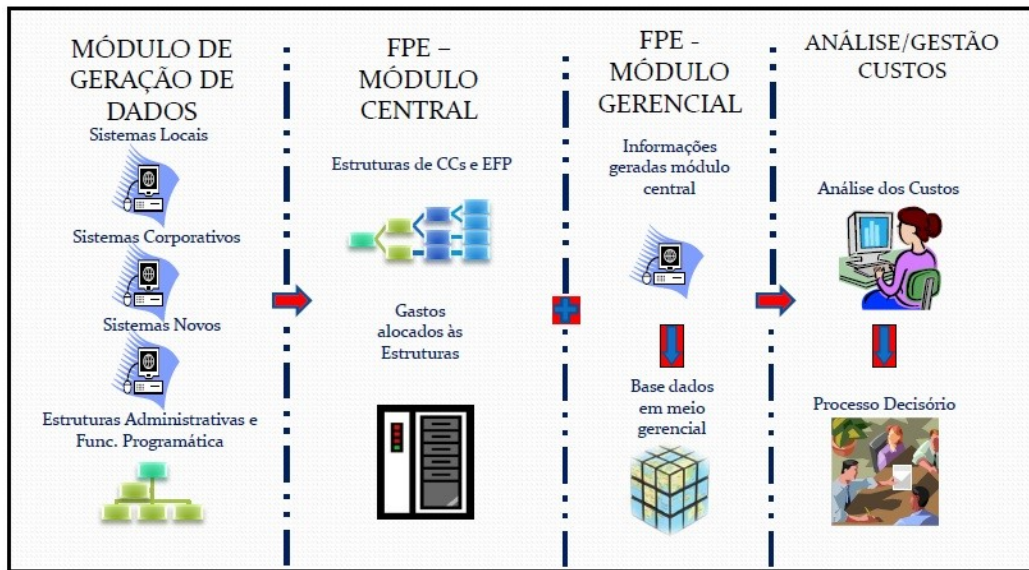 MÓDULO DE
GERAÇÃO DE
DADOS
Sistemas Locais
Sistemas Corporativos
Sistemas Novos
Estruturas Administrativas e
Func. Programática
FPE –
MÓDULO
CENTRAL
Estruturas de CCs e EFP
Gastos
alocados às
Estruturas
FPE -
MÓDULO
GERENCIAL
Informações
geradas módulo
central
Base dados
em meio
gerencial
ANÁLISE/GESTÃO
CUSTOS
Análise dos Custos
Processo Decisório